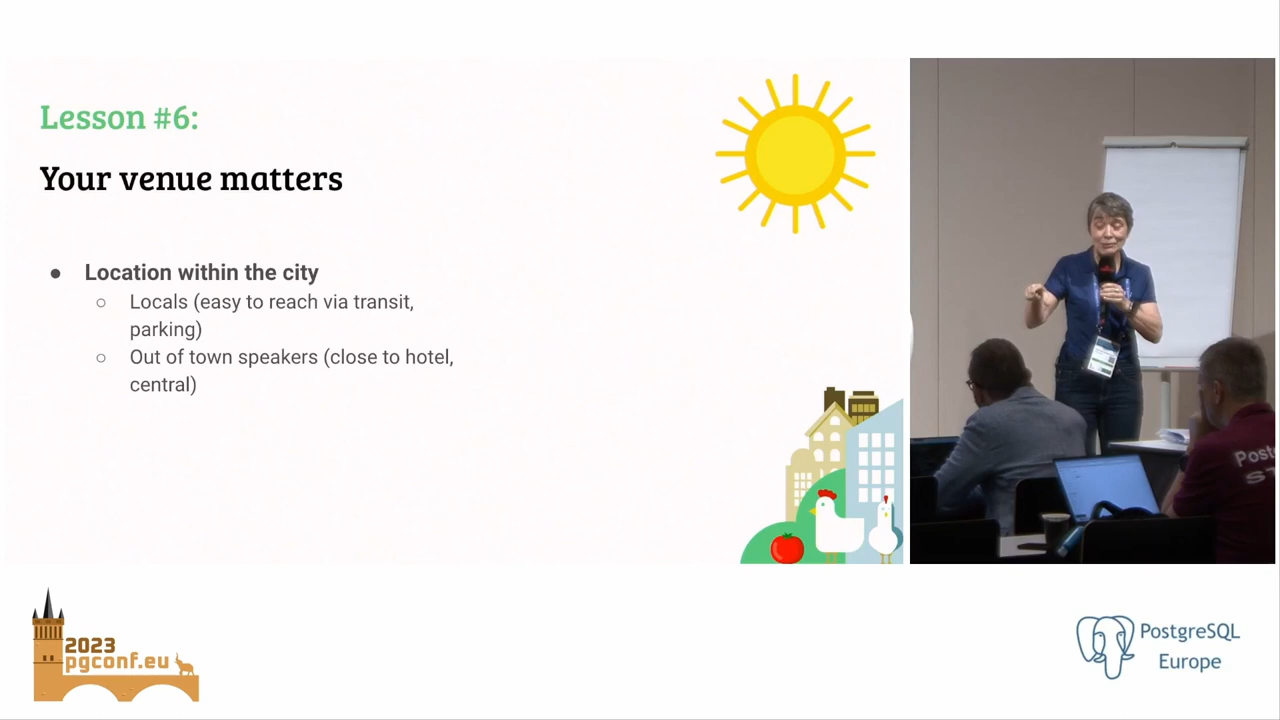 Lesson #6:
Your venue matters
● Location within the city
○ Locals (easy to reach via transit,
parking)
○ Out of town speakers (close to hotel,
central)
2023
pgconf.eu
PostgreSQL
Europe